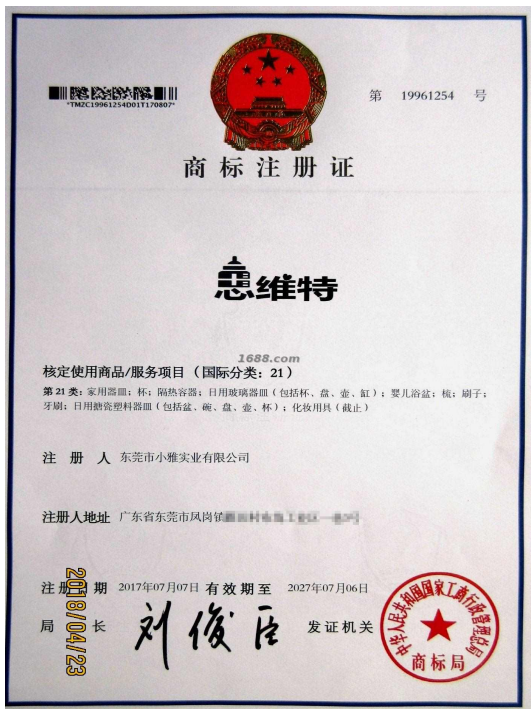 *TMZC19961254D01T170807*
第 19961254 号
商标注册证
思维特
1688.com
核定使用商品/服务项目（国际分类：21）
第 21 类：家用器皿；杯；隔热容器；日用玻璃器皿（包括杯、盘、壶、缸）；婴儿浴盆；梳；刷子；
牙刷；日用搪瓷塑料器皿（包括盆、碗、盘、壶、杯）；化妆用具（截止）
注册人 东莞市小雅实业有限公司
注册人地址 广东省东莞市凤岗镇
注册日期 2017年07月07日 有效期至 2027年07月06日
局长 刘俊臣 发证机关
中华人民共和国国家工商行政管理总局
商标局
2018/04/23